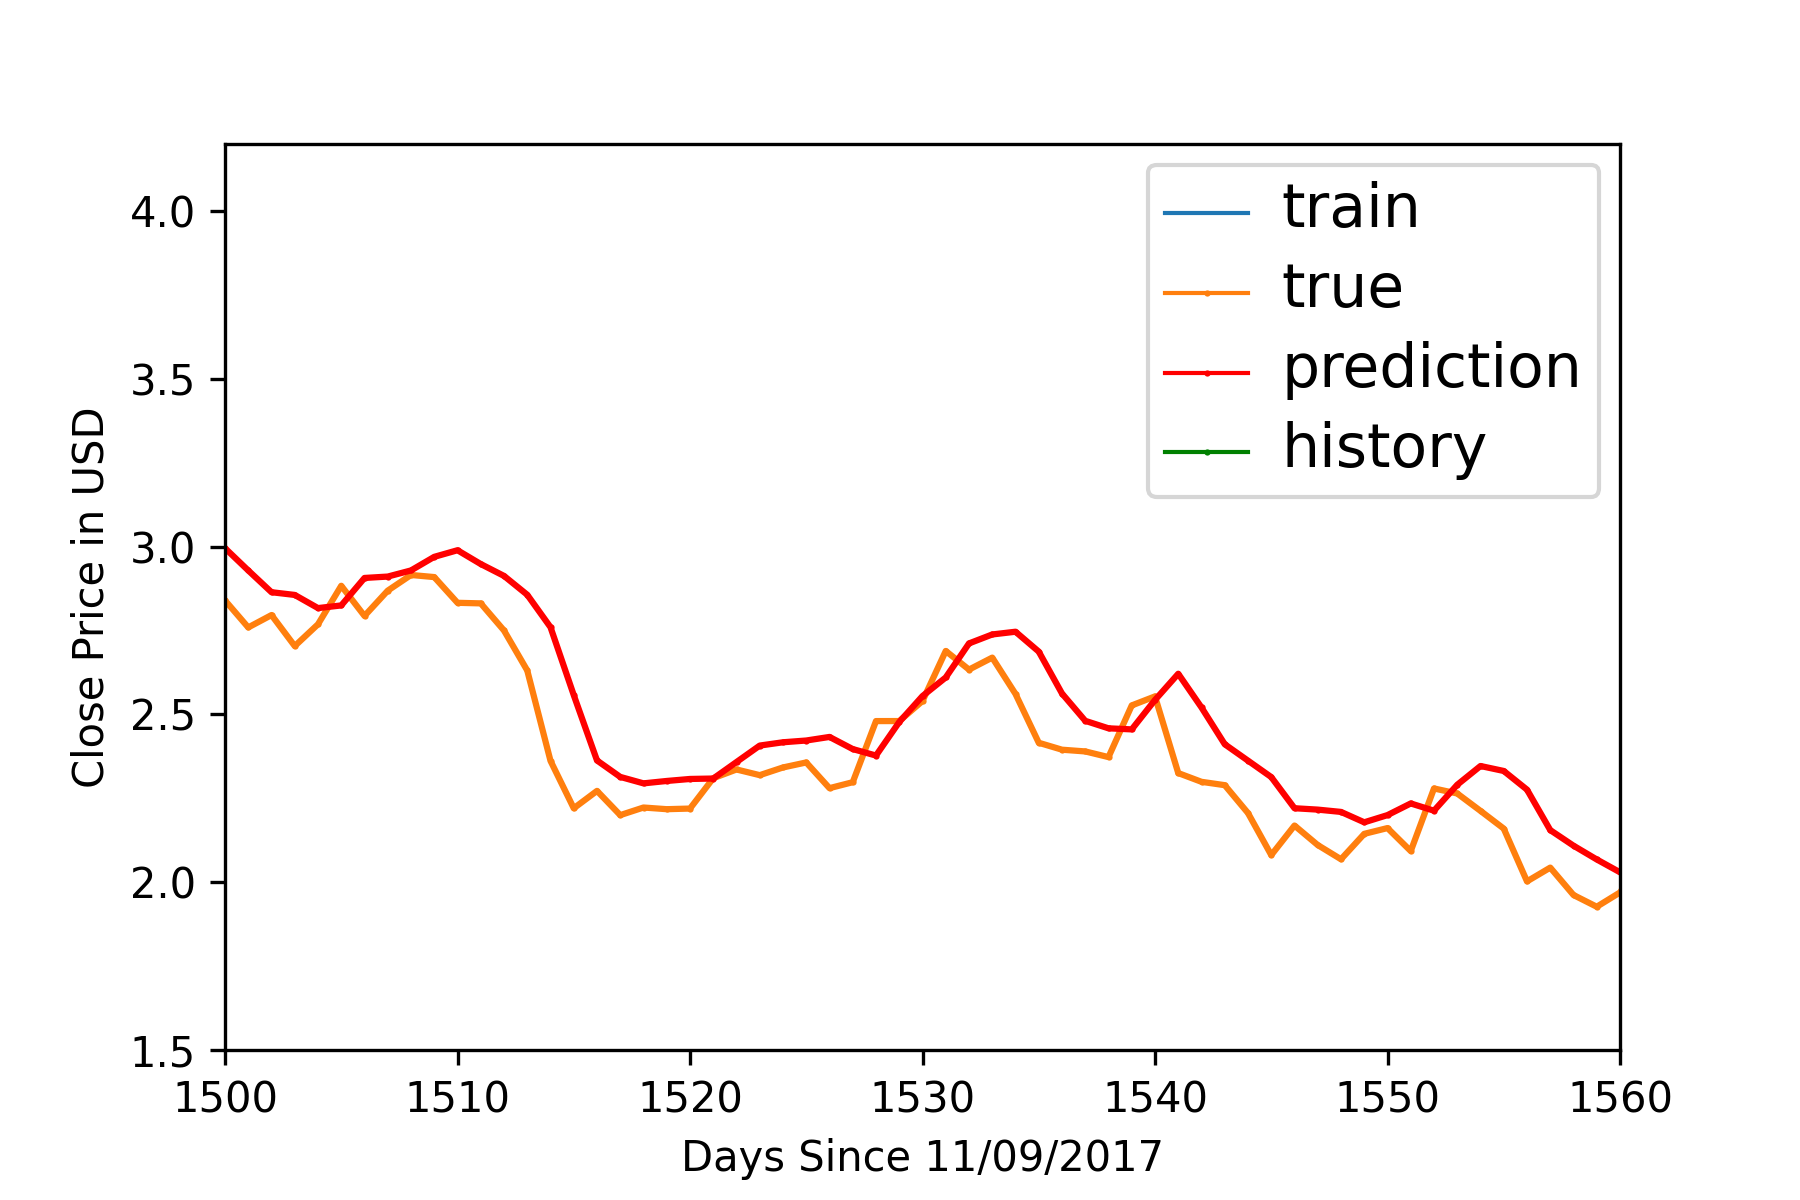 train
true
prediction
history
Close Price in USD
4.0
3.5
3.0
2.5
2.0
1.5
1500 1510 1520 1530 1540 1550 1560
Days Since 11/09/2017